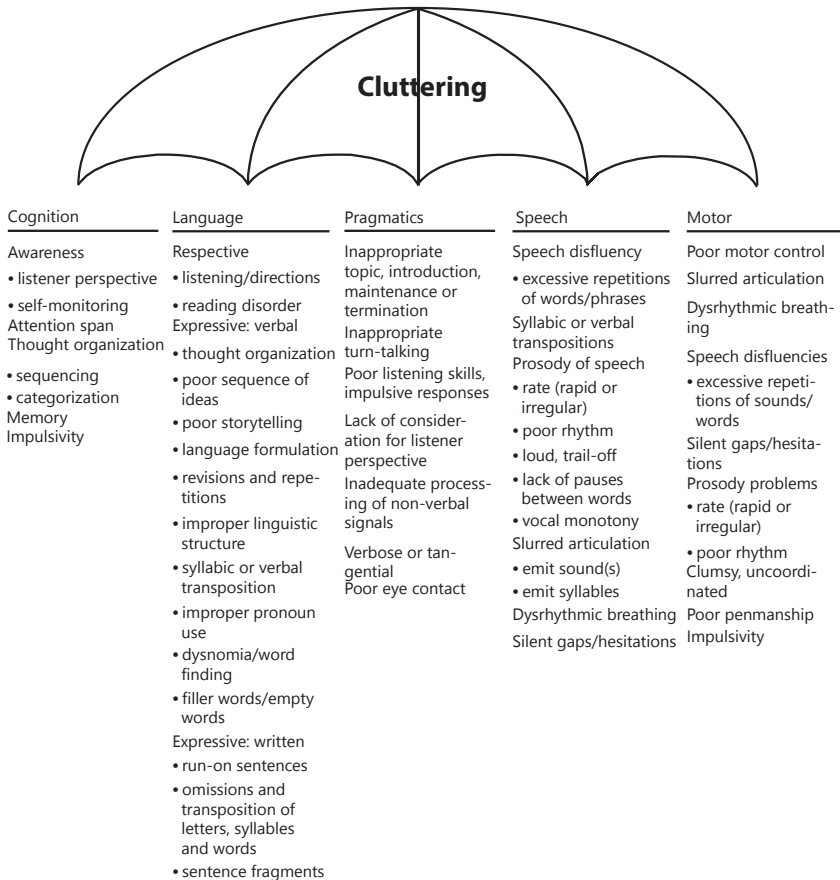 Cluttering
Cognition
Awareness
• listener perspective
• self-monitoring
Attention span
Thought organization
• sequencing
• categorization
Memory
Impulsivity
Language
Respective
• listening/directions
• reading disorder
Expressive: verbal
• thought organization
• poor sequence of
ideas
• poor storytelling
• language formulation
• revisions and repe-
titions
• improper linguistic
structure
• syllabic or verbal
transposition
• improper pronoun
use
• dysnomia/word
finding
• filler words/empty
words
Expressive: written
• run-on sentences
• omissions and
transposition of
letters, syllables
and words
• sentence fragments
Pragmatics
Inappropriate
topic, introduction,
maintenance or
termination
Inappropriate
turn-talking
Poor listening skills,
impulsive responses
Lack of consider-
ation for listener
perspective
Inadequate process-
ing of non-verbal
signals
Verbose or tan-
gential
Poor eye contact
Speech
Speech disfluency
• excessive repetitions
of words/phrases
Syllabic or verbal
transpositions
Prosody of speech
• rate (rapid or
irregular)
• poor rhythm
• loud, trail-off
• lack of pauses
between words
• vocal monotony
Slurred articulation
• emit sound(s)
• emit syllables
Dysrhythmic breathing
Silent gaps/hesitations
Motor
Poor motor control
Slurred articulation
Dysrhythmic breath-
ing
Speech disfluencies
• excessive repeti-
tions of sounds/
words
Silent gaps/hesita-
tions
Prosody problems
• rate (rapid or
irregular)
• poor rhythm
Clumsy, uncoordi-
nated
Poor penmanship
Impulsivity